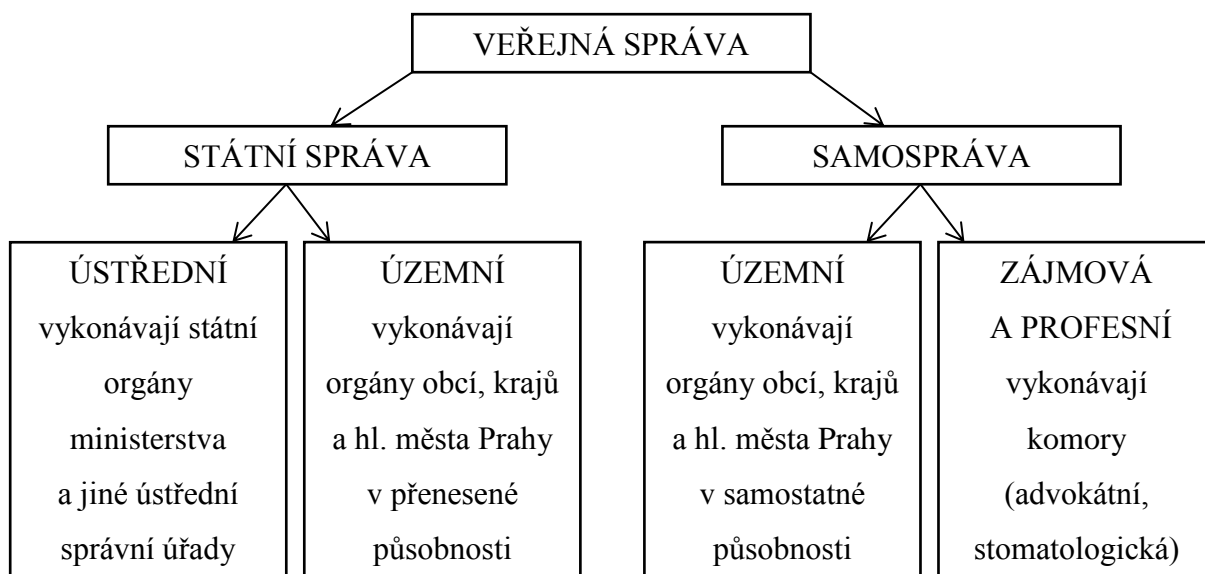 VEŘEJNÁ SPRÁVA
STÁTNÍ SPRÁVA
SAMOSPRÁVA
ÚSTŘEDNÍ
vykonávají státní
orgány
ministerstva
a jiné ústřední
správní úřady
ÚZEMNÍ
vykonávají
orgány obcí, krajů
a hl. města Prahy
v přenesené
působnosti
ÚZEMNÍ
vykonávají
orgány obcí, krajů
a hl. města Prahy
v samostatné
působnosti
ZÁJMOVÁ
A PROFESNÍ
vykonávají
komory
(advokátní,
stomatologická)